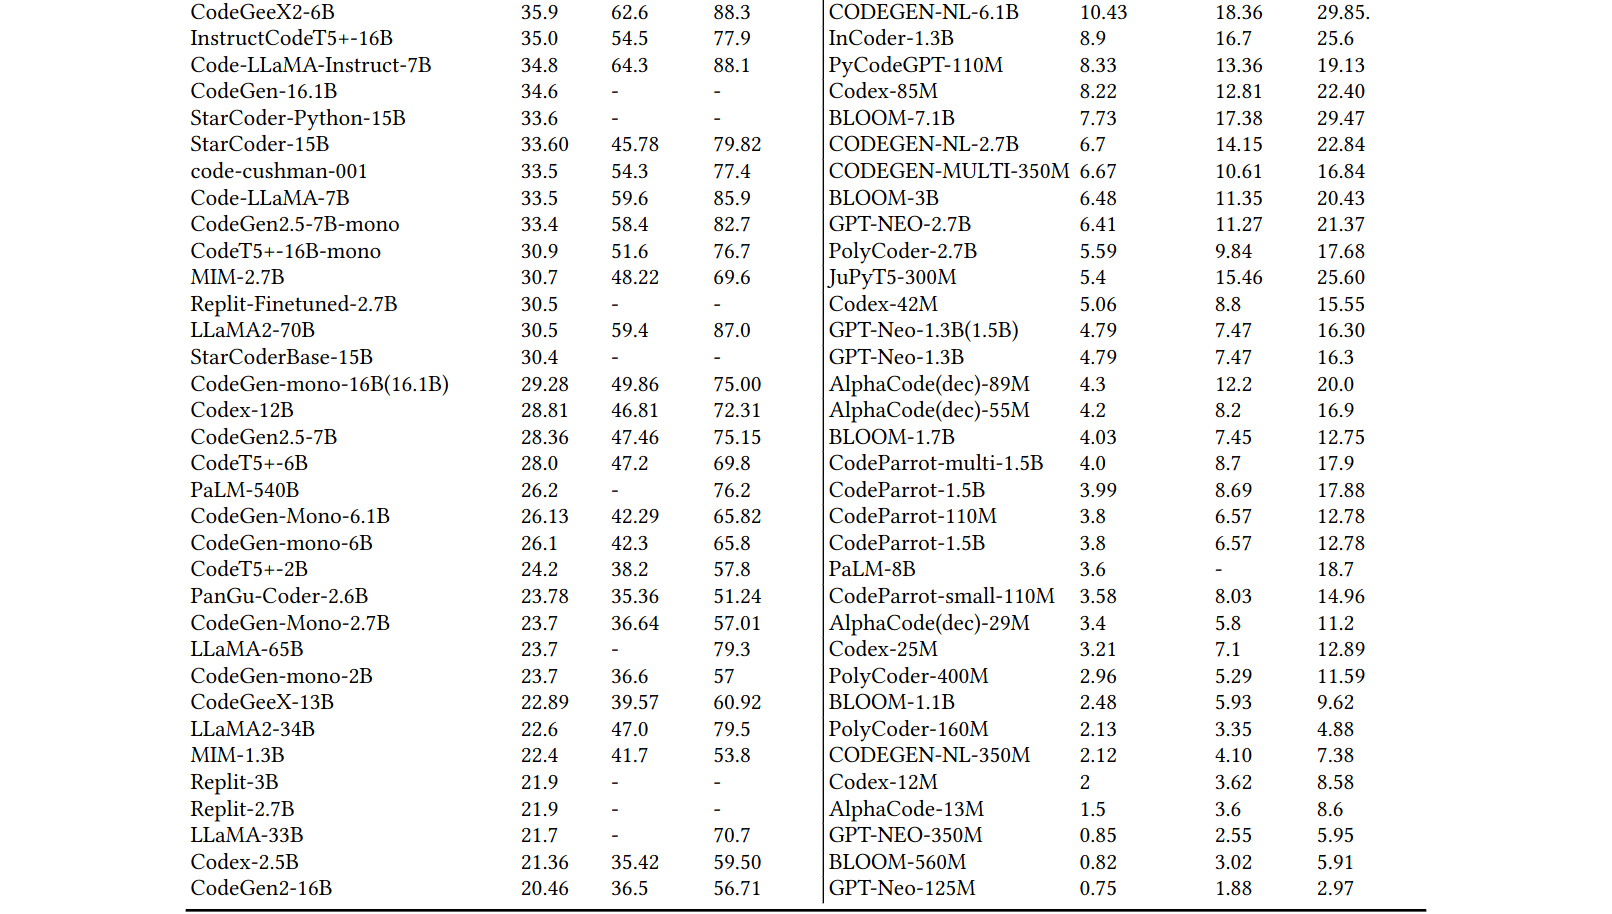 CodeGeeX2-6B 35.9 62.6 88.3 CODEGEN-NL-6.1B 10.43 18.36 29.85.
InstructCodeT5+-16B 35.0 54.5 77.9 InCoder-1.3B 8.9 16.7 25.6
Code-LLaMA-Instruct-7B 34.8 64.3 88.1 PyCodeGPT-110M 8.33 13.36 19.13
CodeGen-16.1B 34.6 - - Codex-85M 8.22 12.81 22.40
StarCoder-Python-15B 33.6 - - BLOOM-7.1B 7.73 17.38 29.47
StarCoder-15B 33.60 45.78 79.82 CODEGEN-NL-2.7B 6.7 14.15 22.84
code-cushman-001 33.5 54.3 77.4 CODEGEN-MULTI-350M 6.67 10.61 16.84
Code-LLaMA-7B 33.5 59.6 85.9 BLOOM-3B 6.48 11.35 20.43
CodeGen2.5-7B-mono 33.4 58.4 82.7 GPT-NEO-2.7B 6.41 11.27 21.37
CodeT5+-16B-mono 30.9 51.6 76.7 PolyCoder-2.7B 5.59 9.84 17.68
MIM-2.7B 30.7 48.22 69.6 JuPyT5-300M 5.4 15.46 25.60
Replit-Finetuned-2.7B 30.5 - - Codex-42M 5.06 8.8 15.55
LLaMA2-70B 30.5 59.4 87.0 GPT-Neo-1.3B(1.5B) 4.79 7.47 16.30
StarCoderBase-15B 30.4 - - GPT-Neo-1.3B 4.79 7.47 16.3
CodeGen-mono-16B(16.1B) 29.28 49.86 75.00 AlphaCode(dec)-89M 4.3 12.2 20.0
Codex-12B 28.81 46.81 72.31 AlphaCode(dec)-55M 4.2 8.2 16.9
CodeGen2.5-7B 28.36 47.46 75.15 BLOOM-1.7B 4.03 7.45 12.75
CodeT5+-6B 28.0 47.2 69.8 CodeParrot-multi-1.5B 4.0 8.7 17.9
PaLM-540B 26.2 - 76.2 CodeParrot-1.5B 3.99 8.69 17.88
CodeGen-Mono-6.1B 26.13 42.29 65.82 CodeParrot-110M 3.8 6.57 12.78
CodeGen-mono-6B 26.1 42.3 65.8 CodeParrot-1.5B 3.8 6.57 12.78
CodeT5+-2B 24.2 38.2 57.8 PaLM-8B 3.6 - 18.7
PanGu-Coder-2.6B 23.78 35.36 51.24 CodeParrot-small-110M 3.58 8.03 14.96
CodeGen-Mono-2.7B 23.7 36.64 57.01 AlphaCode(dec)-29M 3.4 5.8 11.2
LLaMA-65B 23.7 - 79.3 Codex-25M 3.21 7.1 12.89
CodeGen-mono-2B 23.7 36.6 57 PolyCoder-400M 2.96 5.29 11.59
CodeGeeX-13B 22.89 39.57 60.92 BLOOM-1.1B 2.48 5.93 9.62
LLaMA2-34B 22.6 47.0 79.5 PolyCoder-160M 2.13 3.35 4.88
MIM-1.3B 22.4 41.7 53.8 CODEGEN-NL-350M 2.12 4.10 7.38
Replit-3B 21.9 - - Codex-12M 2 3.62 8.58
Replit-2.7B 21.9 - - AlphaCode-13M 1.5 3.6 8.6
LLaMA-33B 21.7 - 70.7 GPT-NEO-350M 0.85 2.55 5.95
Codex-2.5B 21.36 35.42 59.50 BLOOM-560M 0.82 3.02 5.91
CodeGen2-16B 20.46 36.5 56.71 GPT-Neo-125M 0.75 1.88 2.97